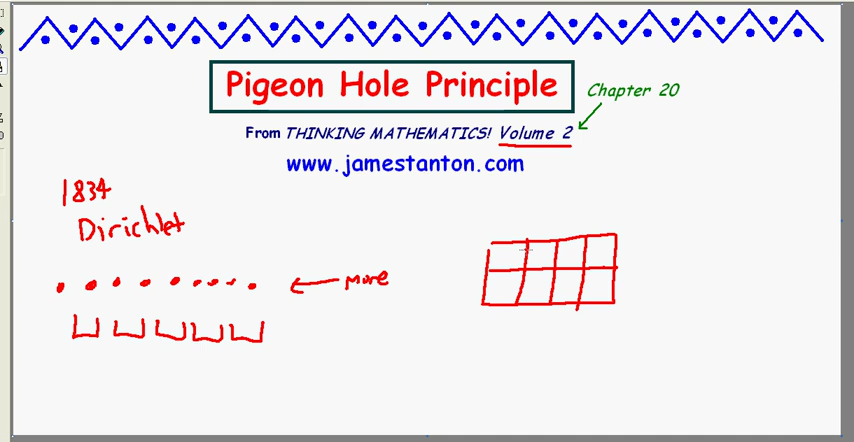 Pigeon Hole Principle
Chapter 20
From THINKING MATHEMATICS! Volume 2
www.jamestanton.com
1834
Dirichlet
More